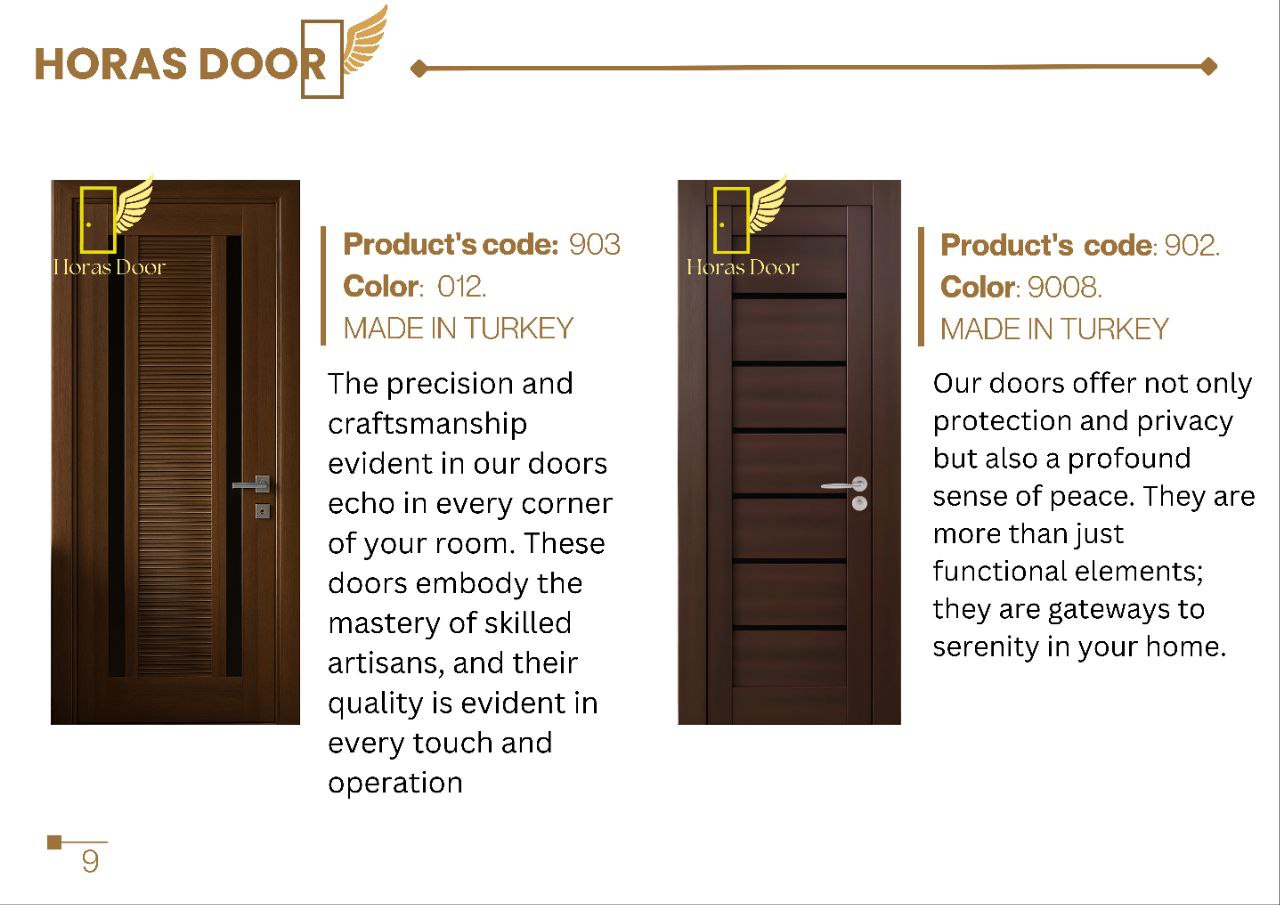 HORAS DOOR
Horas Door
Product's code: 903
Color: 012.
MADE IN TURKEY
The precision and
craftsmanship
evident in our doors
echo in every corner
of your room. These
doors embody the
mastery of skilled
artisans, and their
quality is evident in
every touch and
operation
Horas Door
Product's code: 902.
Color: 9008.
MADE IN TURKEY
Our doors offer not only
protection and privacy
but also a profound
sense of peace. They are
more than just
functional elements;
they are gateways to
serenity in your home.
9